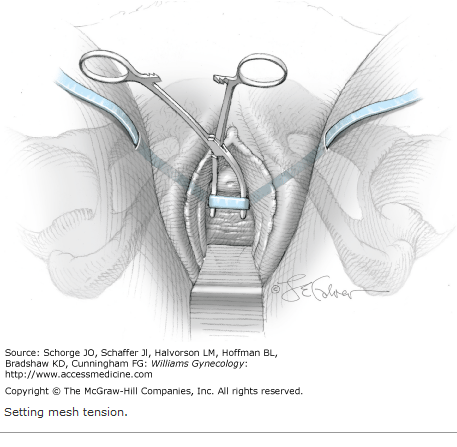 Source: Schorge JO, Schaffer JI, Halvorson LM, Hoffman BL,
Bradshaw KD, Cunningham FG: Williams Gynecology:
http://www.accessmedicine.com
Copyright © The McGraw-Hill Companies, Inc. All rights reserved.
Setting mesh tension.